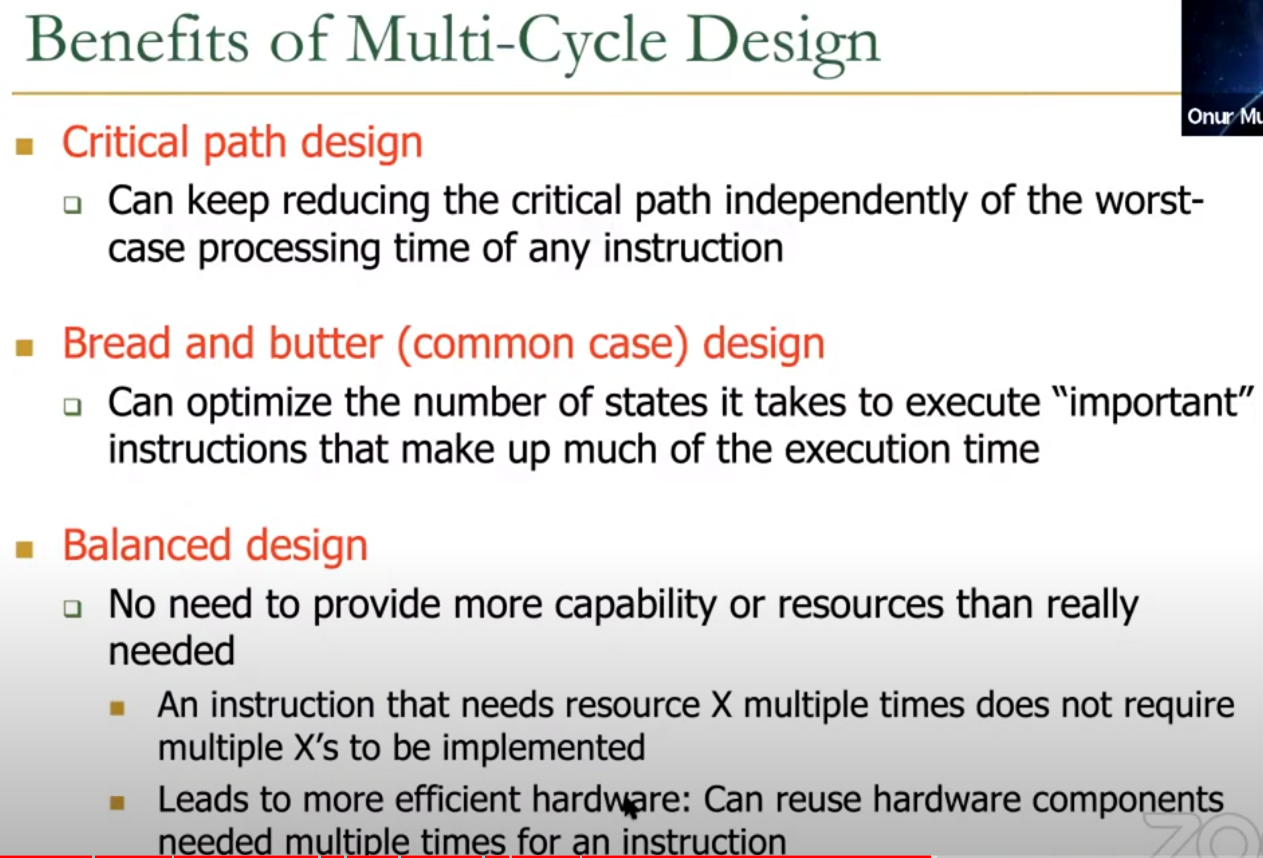 Benefits of Multi-Cycle Design
Onur Mu
Critical path design
Can keep reducing the critical path independently of the worst-
case processing time of any instruction
Bread and butter (common case) design
Can optimize the number of states it takes to execute “important”
instructions that make up much of the execution time
Balanced design
No need to provide more capability or resources than really
needed
An instruction that needs resource X multiple times does not require
multiple X’s to be implemented
Leads to more efficient hardware: Can reuse hardware components
needed multiple times for an instruction